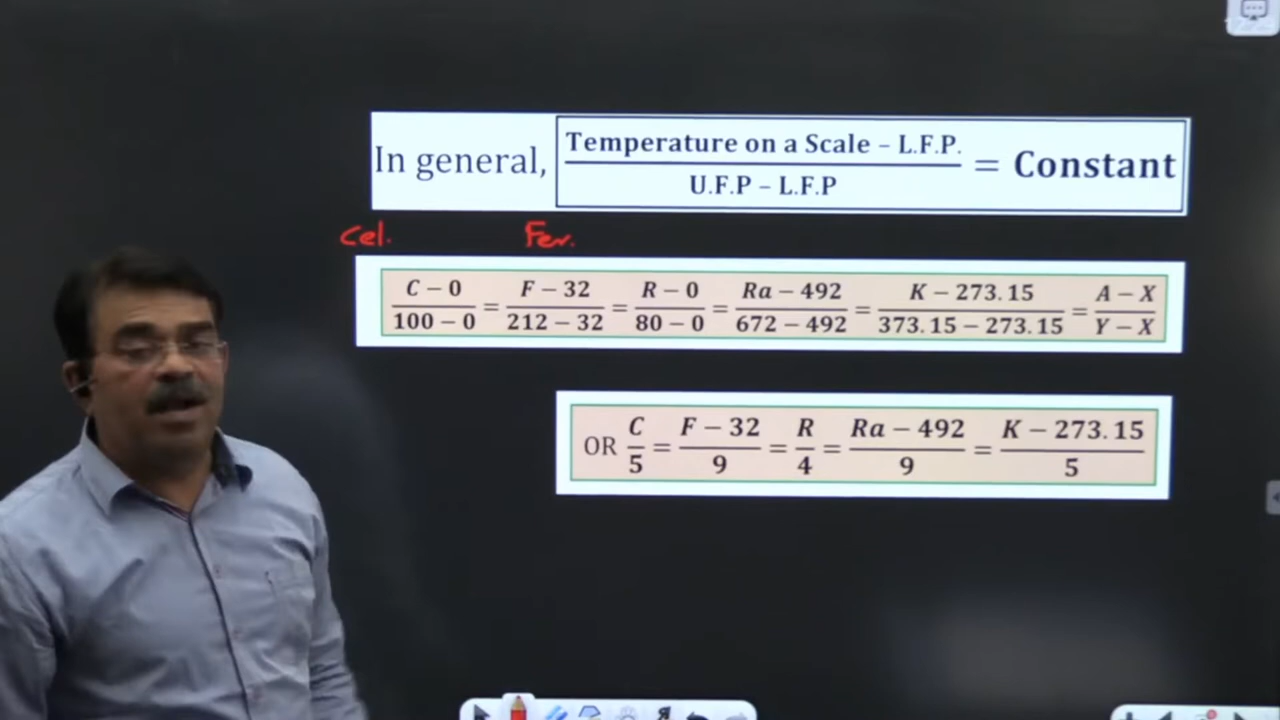 In general, Temperature on a Scale – L.F.P. / U.F.P – L.F.P = Constant
Cel. Fer.
C – 0 / 100 – 0 = F – 32 / 212 – 32 = R – 0 / 80 – 0 = Ra – 492 / 672 – 492 = K – 273.15 / 373.15 – 273.15 = A – X / Y – X
OR C / 5 = F – 32 / 9 = R / 4 = Ra – 492 / 9 = K – 273.15 / 5